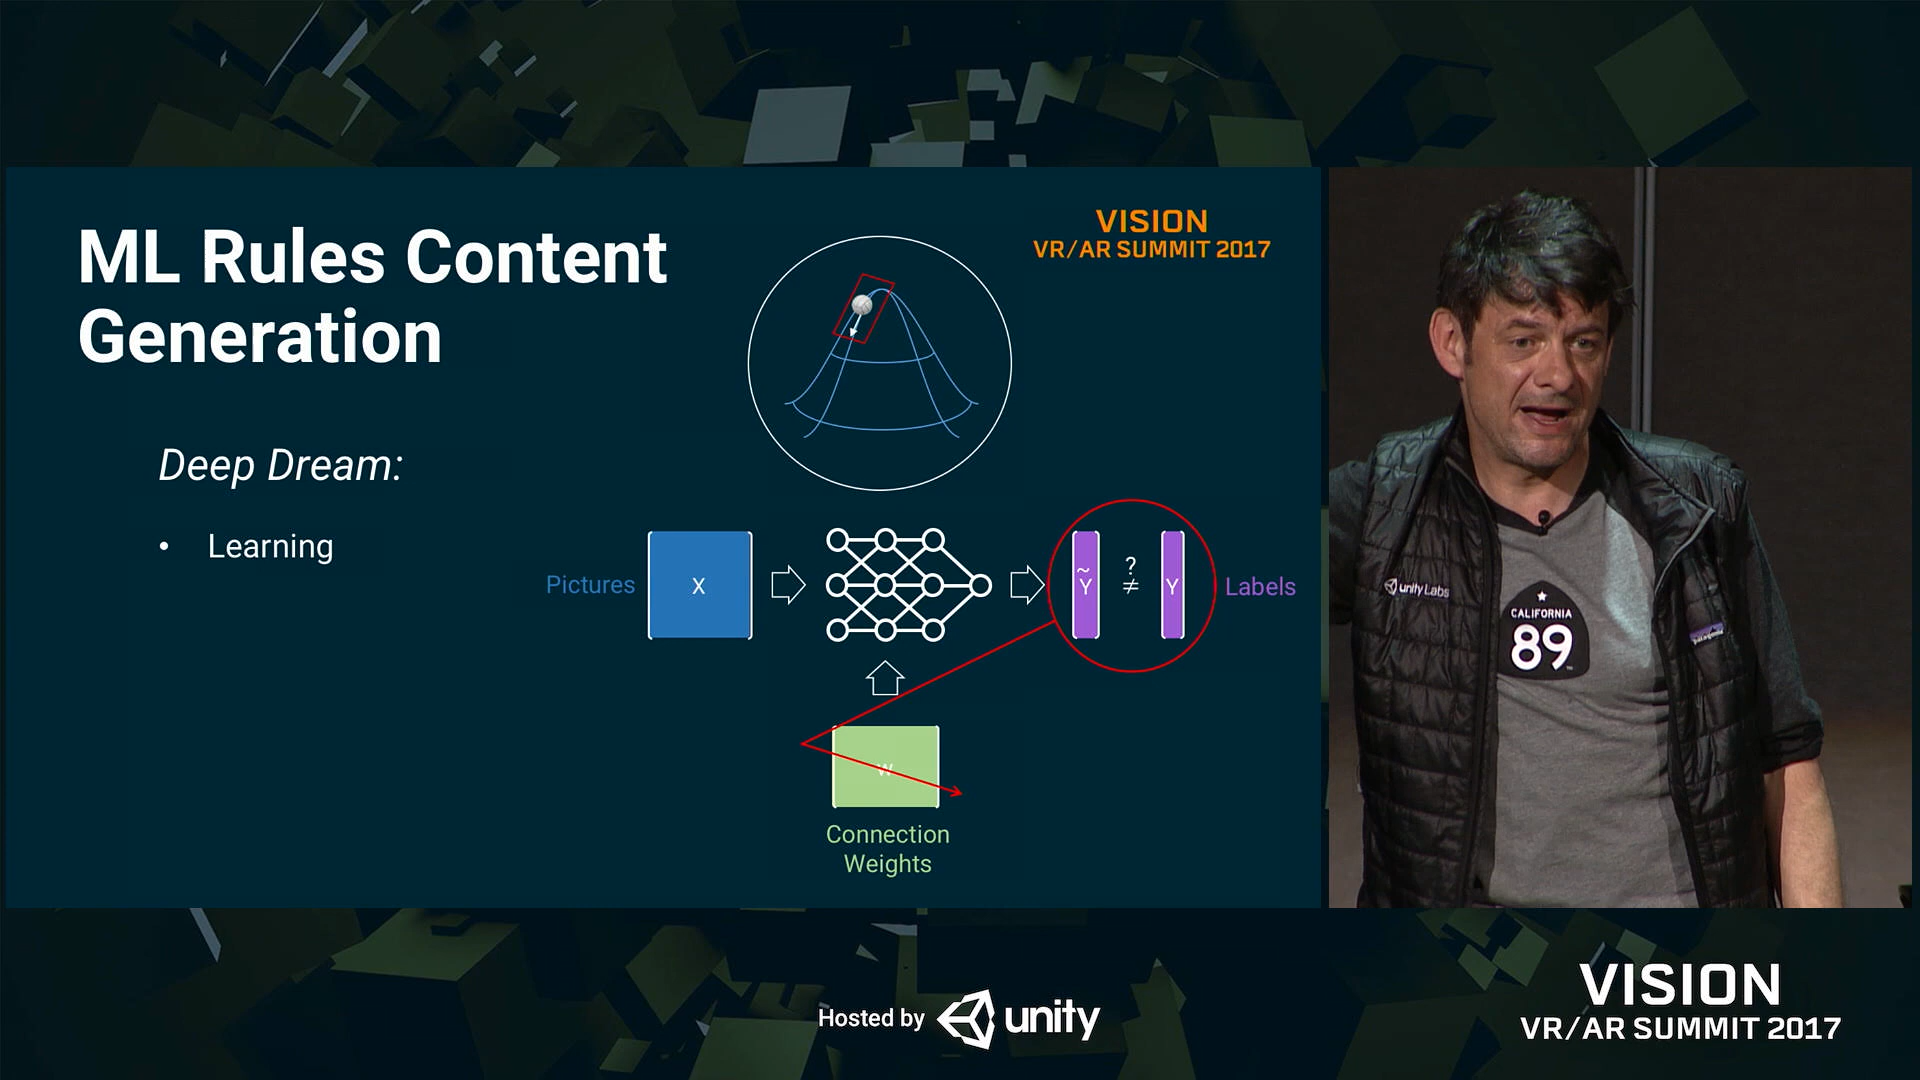 ML Rules Content
Generation
VISION
VR/AR SUMMIT 2017
Deep Dream:
• Learning
Pictures
X
~
Y
?
≠
Y
Labels
W
Connection
Weights
unity Labs
CALIFORNIA
89
patagonia
Hosted by unity
VISION
VR/AR SUMMIT 2017